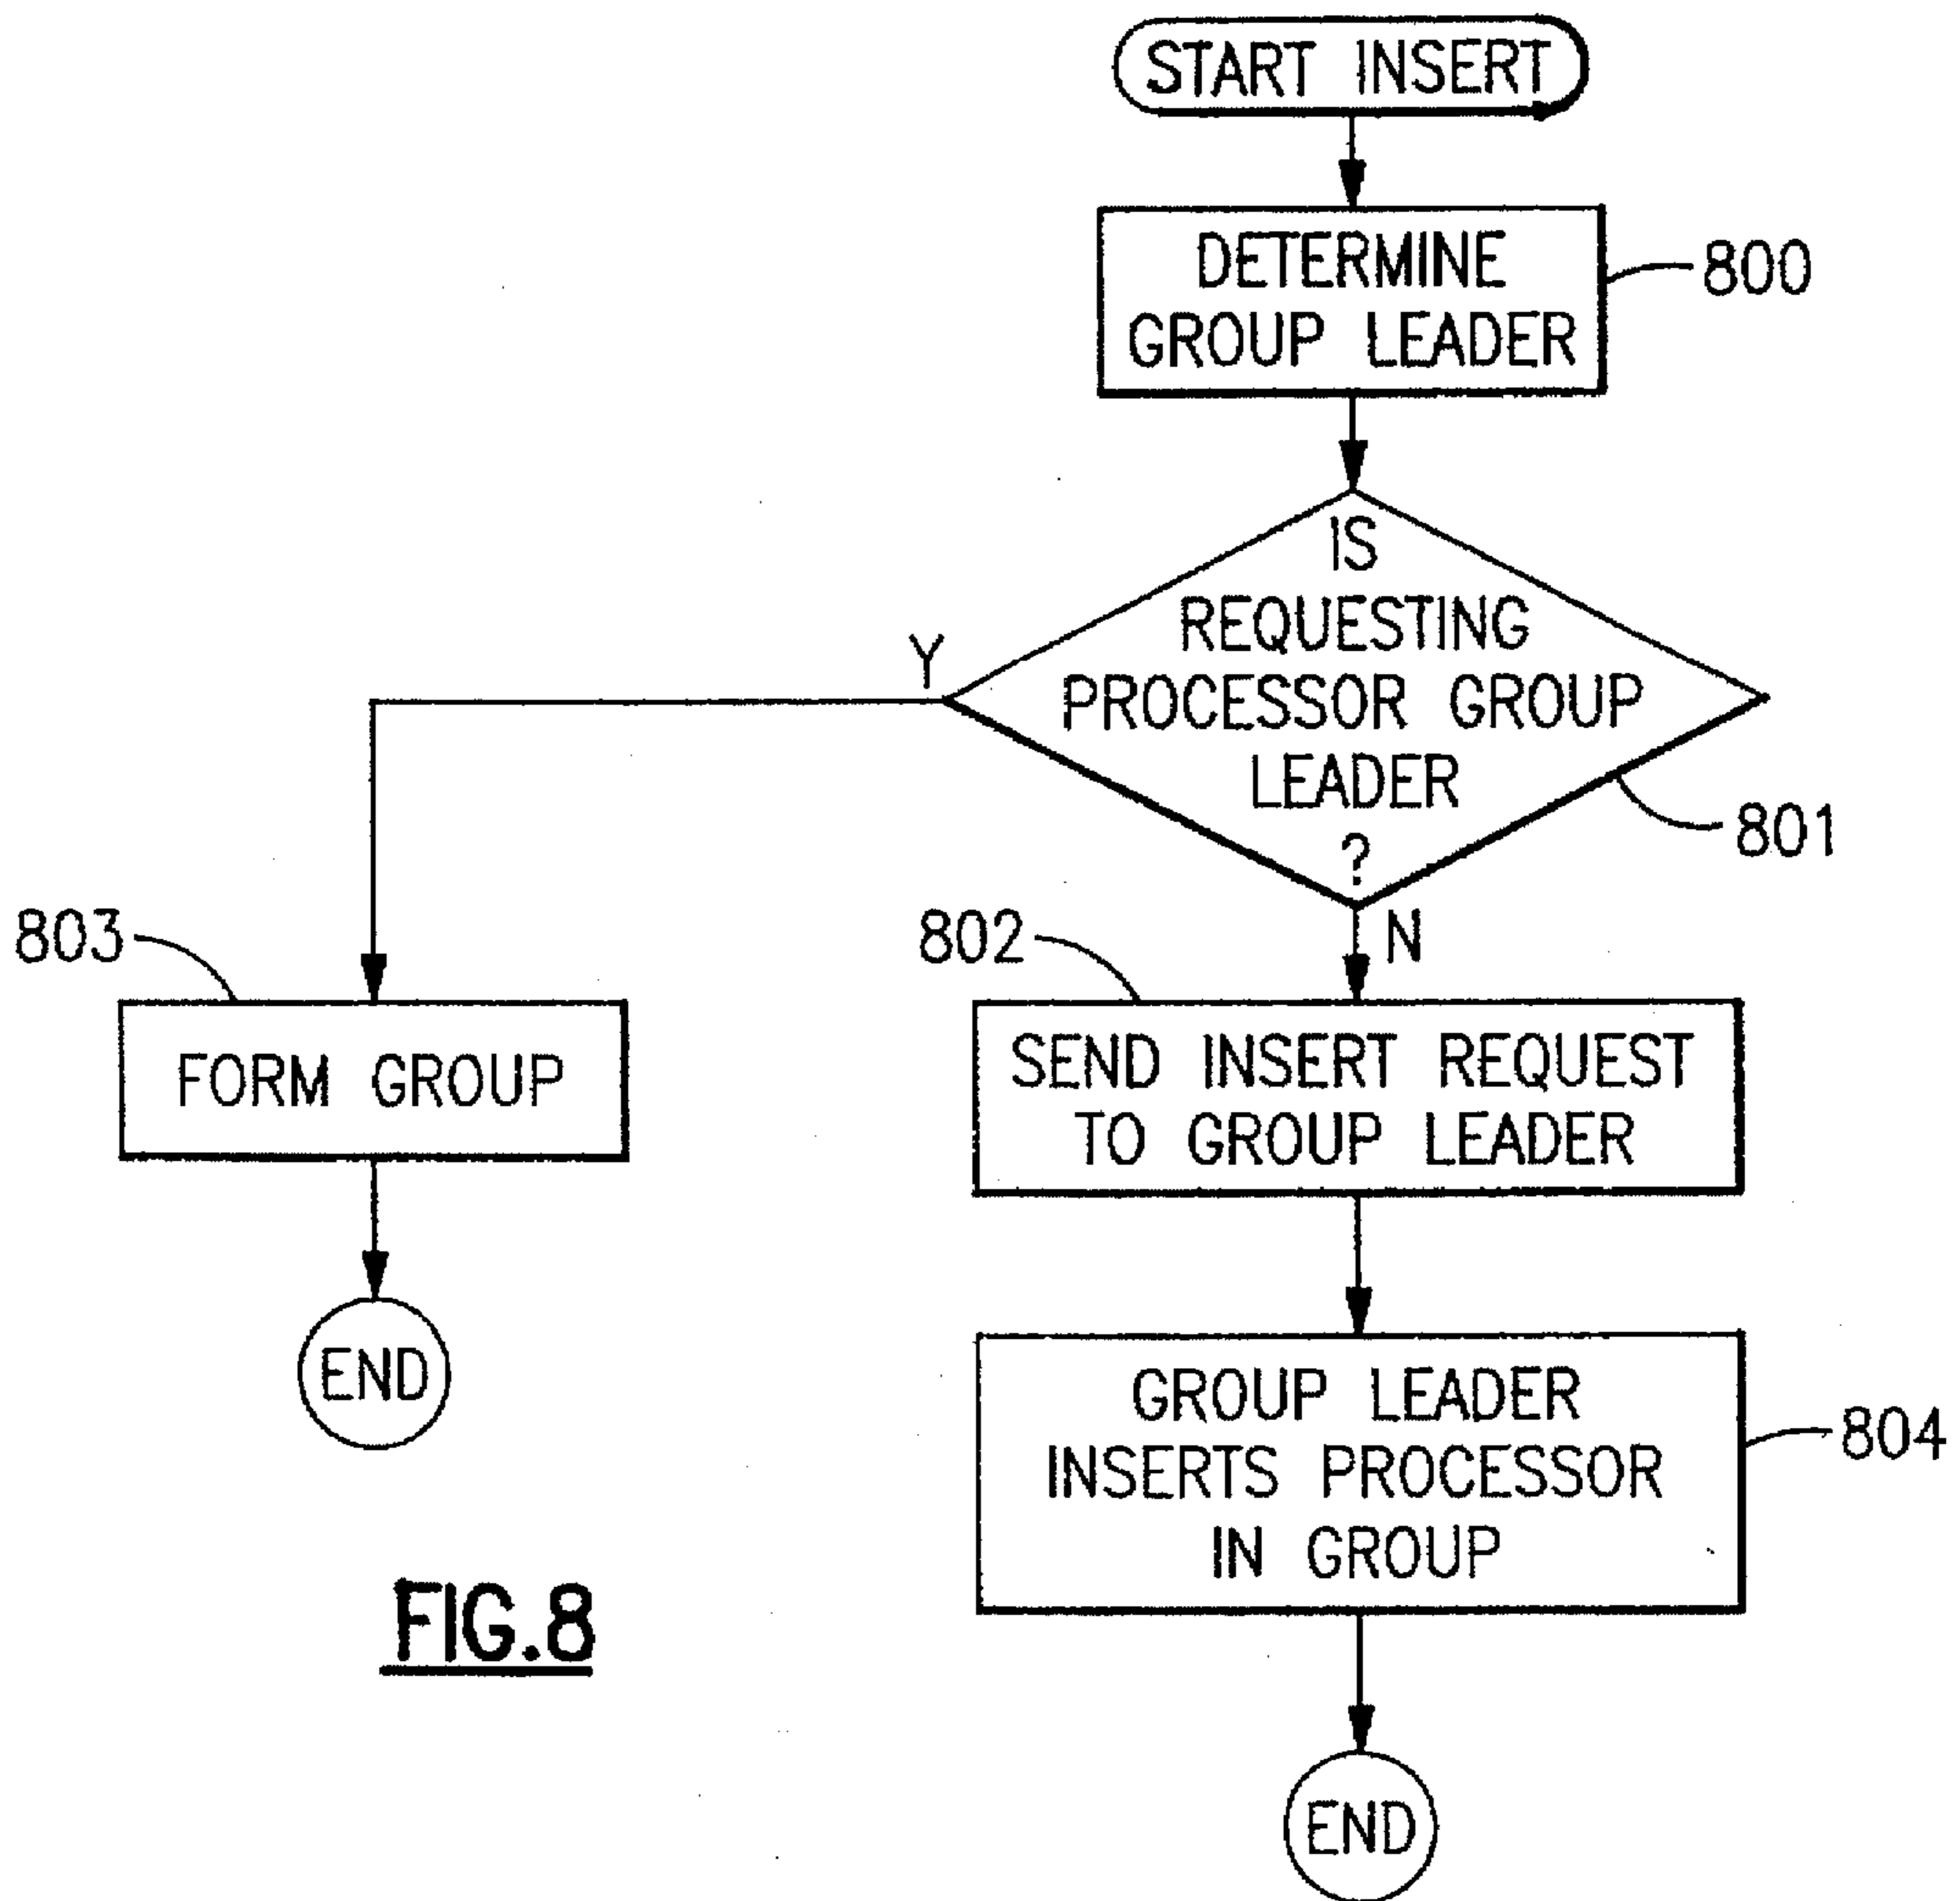 START INSERT
DETERMINE
GROUP LEADER
800
IS
REQUESTING
PROCESSOR GROUP
LEADER
?
801
Y
N
803
FORM GROUP
END
802
SEND INSERT REQUEST
TO GROUP LEADER
GROUP LEADER
INSERTS PROCESSOR
IN GROUP
804
END
FIG.8